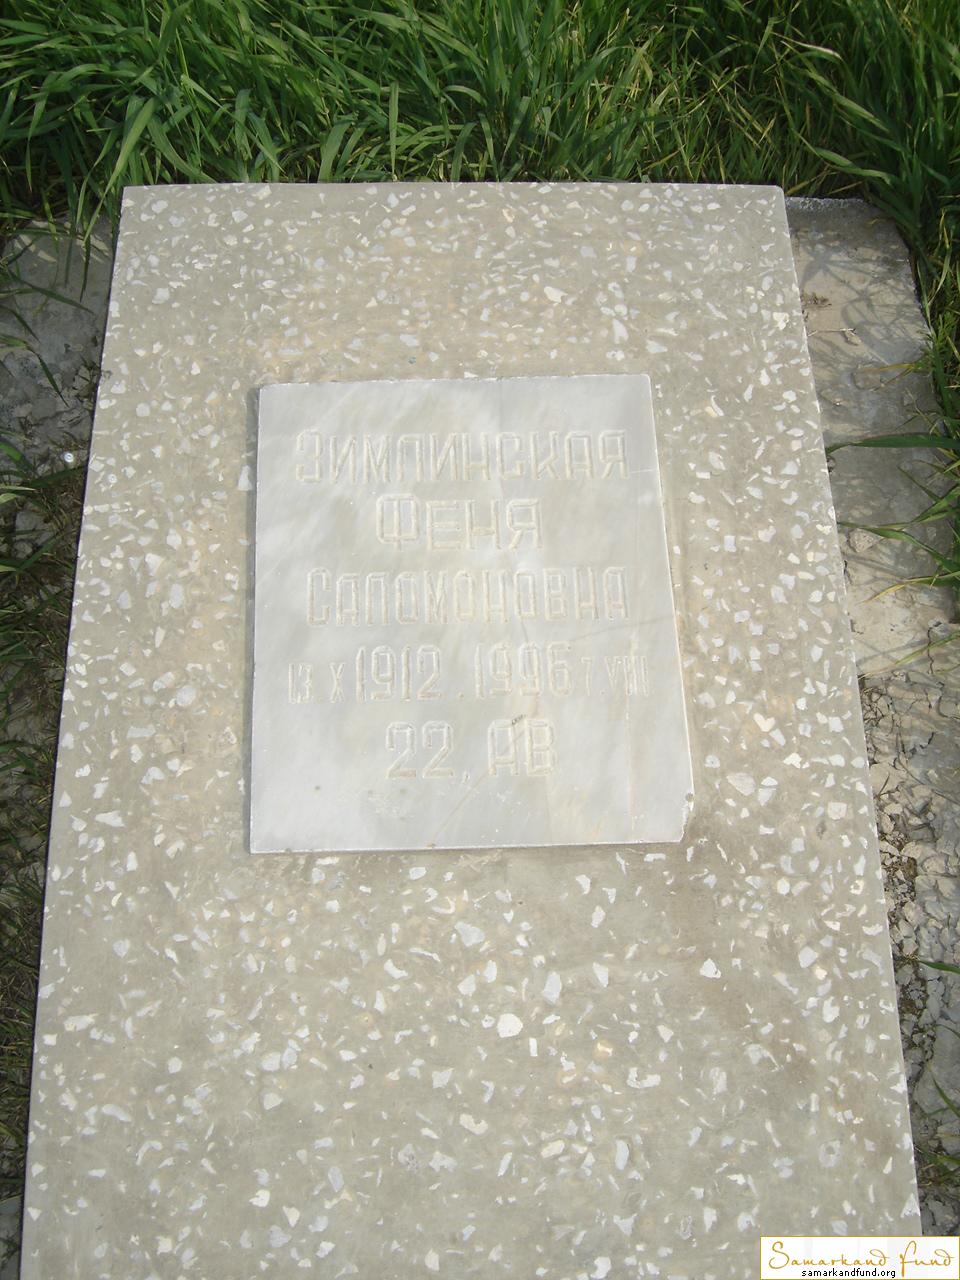 ЗИМЛИНСКАЯ
ФЕНЯ
САЛОМОНОВНА
13.X 1912.1996 7.VIII
22, АВ
Samarkand fund
samarkandfund.org